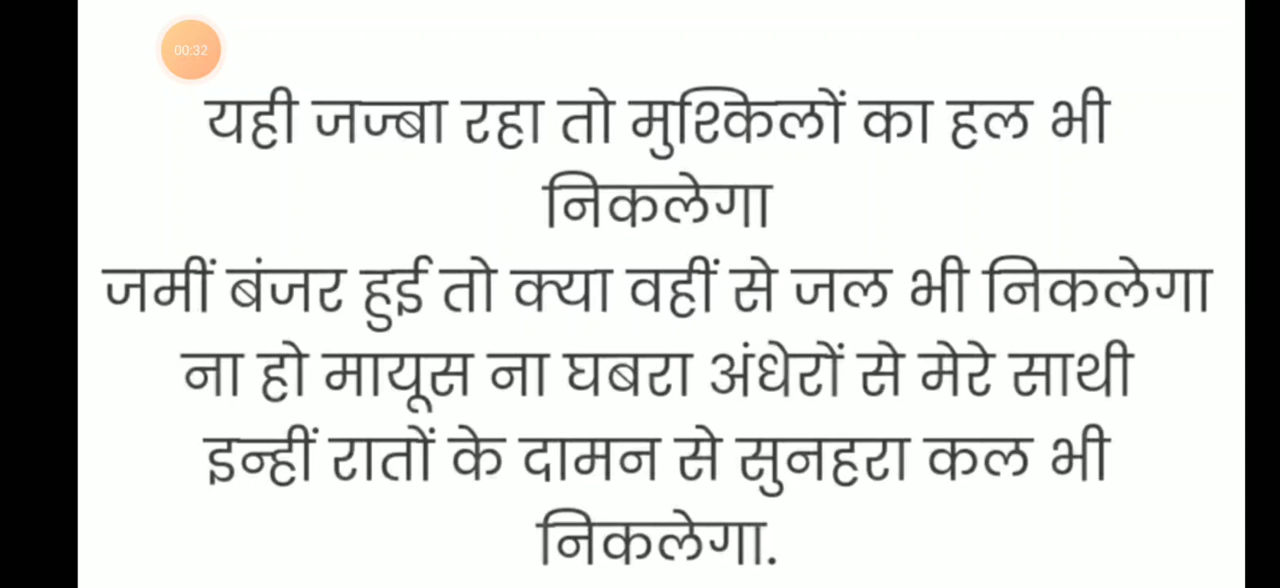 00:32
यही जज्बा रहा तो मुश्किलों का हल भी
निकलेगा
जमीं बंजर हुई तो क्या वहीं से जल भी निकलेगा
ना हो मायूस ना घबरा अंधेरों से मेरे साथी
इन्हीं रातों के दामन से सुनहरा कल भी
निकलेगा.